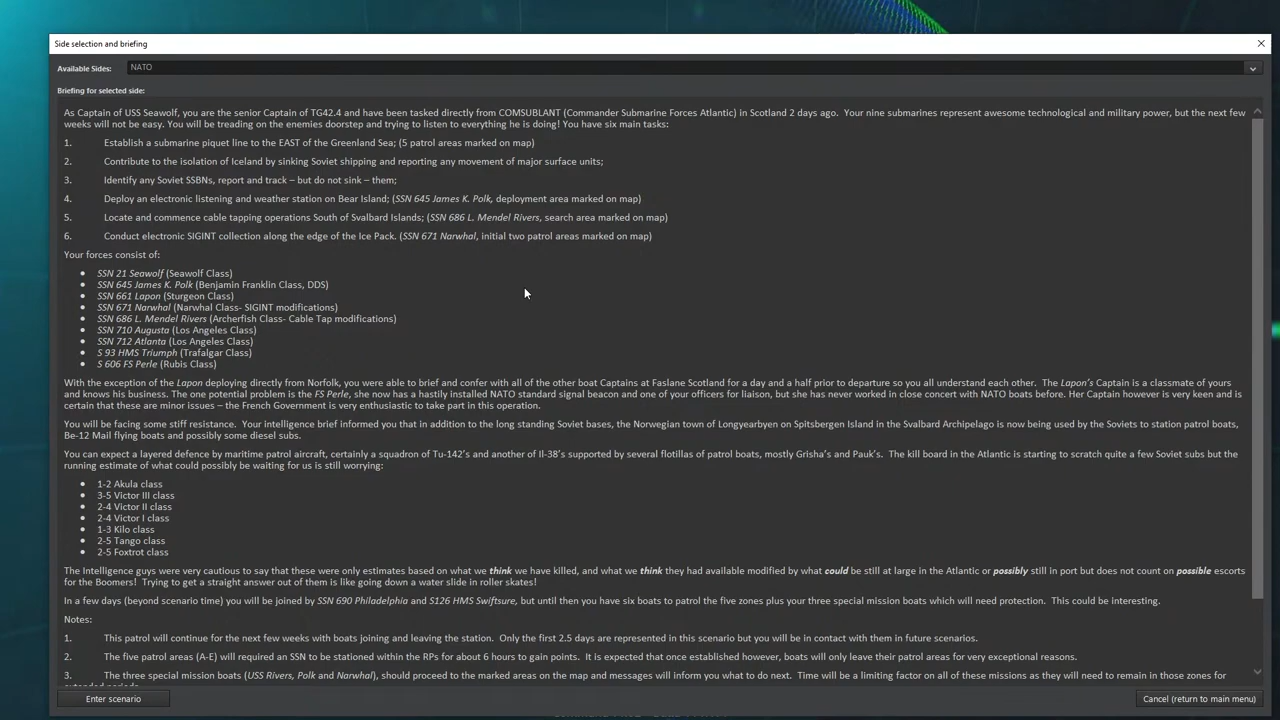 Side selection and briefing
Available Sides: NATO
Briefing for selected side:
As Captain of USS Seawolf, you are the senior Captain of TG42.4 and have been tasked directly from COMSUBLANT (Commander Submarine Forces Atlantic) in Scotland 2 days ago. Your nine submarines represent awesome technological and military power, but the next few
weeks will not be easy. You will be treading on the enemies doorstep and trying to listen to everything he is doing! You have six main tasks:
1. Establish a submarine piquet line to the EAST of the Greenland Sea; (5 patrol areas marked on map)
2. Contribute to the isolation of Iceland by sinking Soviet shipping and reporting any movement of major surface units;
3. Identify any Soviet SSBNs, report and track – but do not sink – them;
4. Deploy an electronic listening and weather station on Bear Island; (SSN 645 James K. Polk, deployment area marked on map)
5. Locate and commence cable tapping operations South of Svalbard Islands; (SSN 686 L. Mendel Rivers, search area marked on map)
6. Conduct electronic SIGINT collection along the edge of the Ice Pack. (SSN 671 Narwhal, initial two patrol areas marked on map)
Your forces consist of:
• SSN 21 Seawolf (Seawolf Class)
• SSN 645 James K. Polk (Benjamin Franklin Class, DDS)
• SSN 661 Lapon (Sturgeon Class)
• SSN 671 Narwhal (Narwhal Class- SIGINT modifications)
• SSN 686 L. Mendel Rivers (Archerfish Class- Cable Tap modifications)
• SSN 710 Augusta (Los Angeles Class)
• SSN 712 Atlanta (Los Angeles Class)
• S 93 HMS Triumph (Trafalgar Class)
• S 606 FS Perle (Rubis Class)
With the exception of the Lapon deploying directly from Norfolk, you were able to brief and confer with all of the other boat Captains at Faslane Scotland for a day and a half prior to departure so you all understand each other. The Lapon's Captain is a classmate of yours
and knows his business. The one potential problem is the FS Perle, she now has a hastily installed NATO standard signal beacon and one of your officers for liaison, but she has never worked in close concert with NATO boats before. Her Captain however is very keen and is
certain that these are minor issues – the French Government is very enthusiastic to take part in this operation.
You will be facing some stiff resistance. Your intelligence brief informed you that in addition to the long standing Soviet bases, the Norwegian town of Longyearbyen on Spitsbergen Island in the Svalbard Archipelago is now being used by the Soviets to station patrol boats,
Be-12 Mail flying boats and possibly some diesel subs.
You can expect a layered defence by maritime patrol aircraft, certainly a squadron of Tu-142's and another of Il-38's supported by several flotillas of patrol boats, mostly Grisha's and Pauk's. The kill board in the Atlantic is starting to scratch quite a few Soviet subs but the
running estimate of what could possibly be waiting for us is still worrying:
• 1-2 Akula class
• 3-5 Victor III class
• 2-4 Victor II class
• 2-4 Victor I class
• 1-3 Kilo class
• 2-5 Tango class
• 2-5 Foxtrot class
The Intelligence guys were very cautious to say that these were only estimates based on what we think we have killed, and what we think they had available modified by what could be still at large in the Atlantic or possibly still in port but does not count on possible escorts
for the Boomers! Trying to get a straight answer out of them is like going down a water slide in roller skates!
In a few days (beyond scenario time) you will be joined by SSN 690 Philadelphia and S126 HMS Swiftsure, but until then you have six boats to patrol the five zones plus your three special mission boats which will need protection. This could be interesting.
Notes:
1. This patrol will continue for the next few weeks with boats joining and leaving the station. Only the first 2.5 days are represented in this scenario but you will be in contact with them in future scenarios.
2. The five patrol areas (A-E) will required an SSN to be stationed within the RPs for about 6 hours to gain points. It is expected that once established however, boats will only leave their patrol areas for very exceptional reasons.
3. The three special mission boats (USS Rivers, Polk and Narwhal), should proceed to the marked areas on the map and messages will inform you what to do next. Time will be a limiting factor on all of these missions as they will need to remain in those zones for
Enter scenario
Cancel (return to main menu)